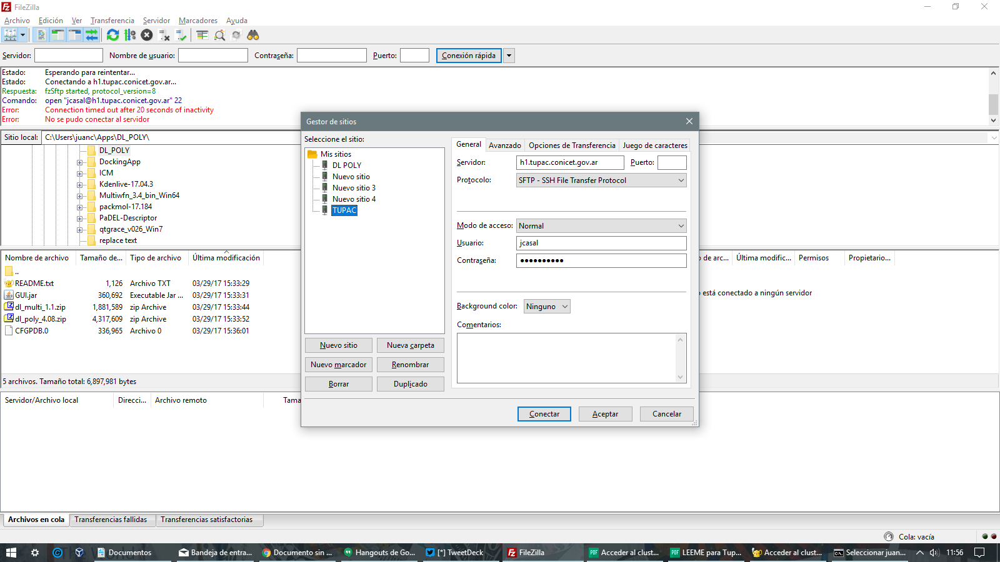 FileZilla
Archivo Edición Ver Transferencia Servidor Marcadores Ayuda
Servidor: Nombre de usuario: Contraseña: Puerto: Conexión rápida
Estado: Esperando para reintentar...
Estado: Conectando a h1.tupac.conicet.gov.ar...
Respuesta: fzSftp started, protocol_version=8
Comando: open "jcasal@h1.tupac.conicet.gov.ar" 22
Error: Connection timed out after 20 seconds of inactivity
Error: No se pudo conectar al servidor
Sitio local: C:\Users\juanc\Apps\DL_POLY\
DL_POLY
DockingApp
ICM
Kdenlive-17.04.3
Multiwfn_3.4_bin_Win64
packmol-17.184
PaDEL-Descriptor
qtgrace_v026_Win7
replace text
Nombre de archivo Tamaño de... Tipo de archivo Última modificación
..
README.txt 1,126 Archivo TXT 03/29/17 15:33:29
GUI.jar 360,692 Executable Jar ... 03/29/17 15:33:31
dl_multi_1.1.zip 1,881,589 zip Archive 03/29/17 15:33:44
dl_poly_4.08.zip 4,317,609 zip Archive 03/29/17 15:33:52
CFGPDB.0 336,965 Archivo 0 03/29/17 15:36:01
5 archivos. Tamaño total: 6,897,981 bytes
Gestor de sitios
Seleccione el sitio:
Mis sitios
DL POLY
Nuevo sitio
Nuevo sitio 3
Nuevo sitio 4
TUPAC
Nuevo sitio Nueva carpeta
Nuevo marcador Renombrar
Borrar Duplicado
General Avanzado Opciones de Transferencia Juego de caracteres
Servidor: h1.tupac.conicet.gov.ar Puerto:
Protocolo: SFTP - SSH File Transfer Protocol
Modo de acceso: Normal
Usuario: jcasal
Contraseña: ●●●●●●●●●●
Background color: Ninguno
Comentarios:
Conectar Aceptar Cancelar
de arc... Última modific... Permisos Propietario...
está conectado a ningún servidor
Servidor/Archivo local Direcci... Archivo remoto Tama
Archivos en cola Transferencias fallidas Transferencias satisfactorias
Cola: vacía
Documentos Bandeja de entra... Documento sin ... Hangouts de Go... [*] TweetDeck FileZilla Acceder al clust... LEEME para Tup... Acceder al clust... Seleccionar juan... 11:56